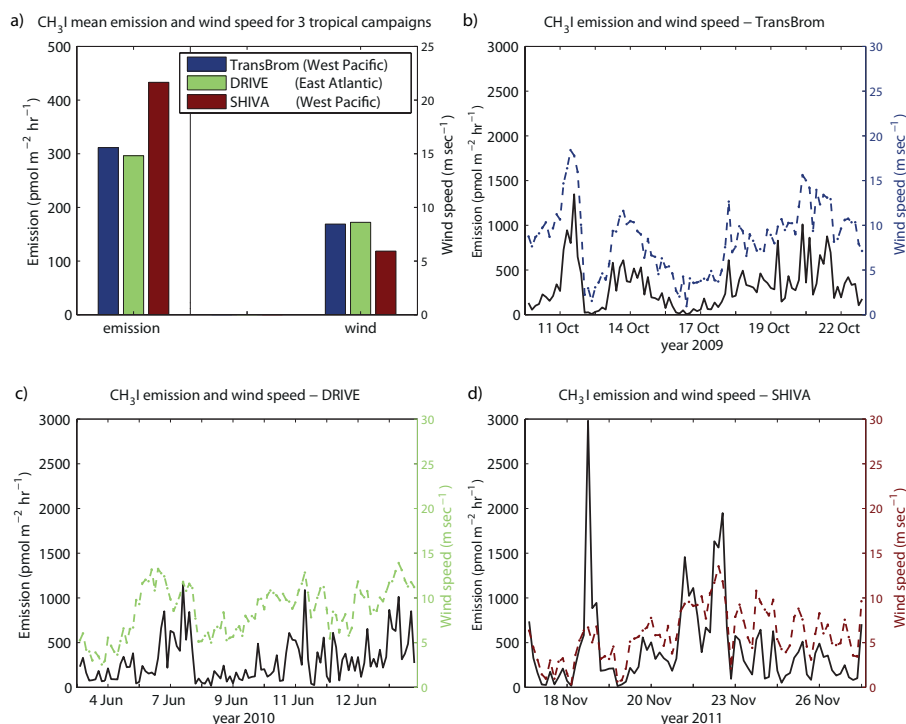 a) CH₃I mean emission and wind speed for 3 tropical campaigns
Emission (pmol m⁻² hr⁻¹)
500
400
300
200
100
0
TransBrom (West Pacific)
DRIVE (East Atlantic)
SHIVA (West Pacific)
25
20
15
10
5
0
Wind speed (m sec⁻¹)
emission wind
b) CH₃I emission and wind speed – TransBrom
Emission (pmol m⁻² hr⁻¹)
3000
2500
2000
1500
1000
500
0
30
25
20
15
10
5
0
Wind speed (m sec⁻¹)
11 Oct 14 Oct 17 Oct 19 Oct 22 Oct
year 2009
c) CH₃I emission and wind speed – DRIVE
Emission (pmol m⁻² hr⁻¹)
3000
2500
2000
1500
1000
500
0
30
25
20
15
10
5
0
Wind speed (m sec⁻¹)
4 Jun 7 Jun 9 Jun 11 Jun 12 Jun
year 2010
d) CH₃I emission and wind speed – SHIVA
Emission (pmol m⁻² hr⁻¹)
3000
2500
2000
1500
1000
500
0
30
25
20
15
10
5
0
Wind speed (m sec⁻¹)
18 Nov 20 Nov 22 Nov 24 Nov 26 Nov
year 2011